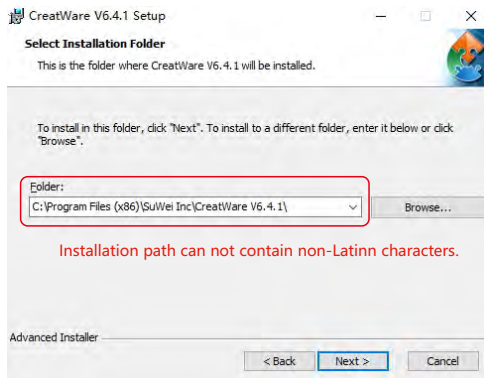 CreatWare V6.4.1 Setup
Select Installation Folder
This is the folder where CreatWare V6.4.1 will be installed.
To install in this folder, click "Next". To install to a different folder, enter it below or click
"Browse".
Folder:
C:\Program Files (x86)\SuWei Inc\CreatWare V6.4.1\
Browse...
Installation path can not contain non-Latinn characters.
Advanced Installer
< Back
Next >
Cancel